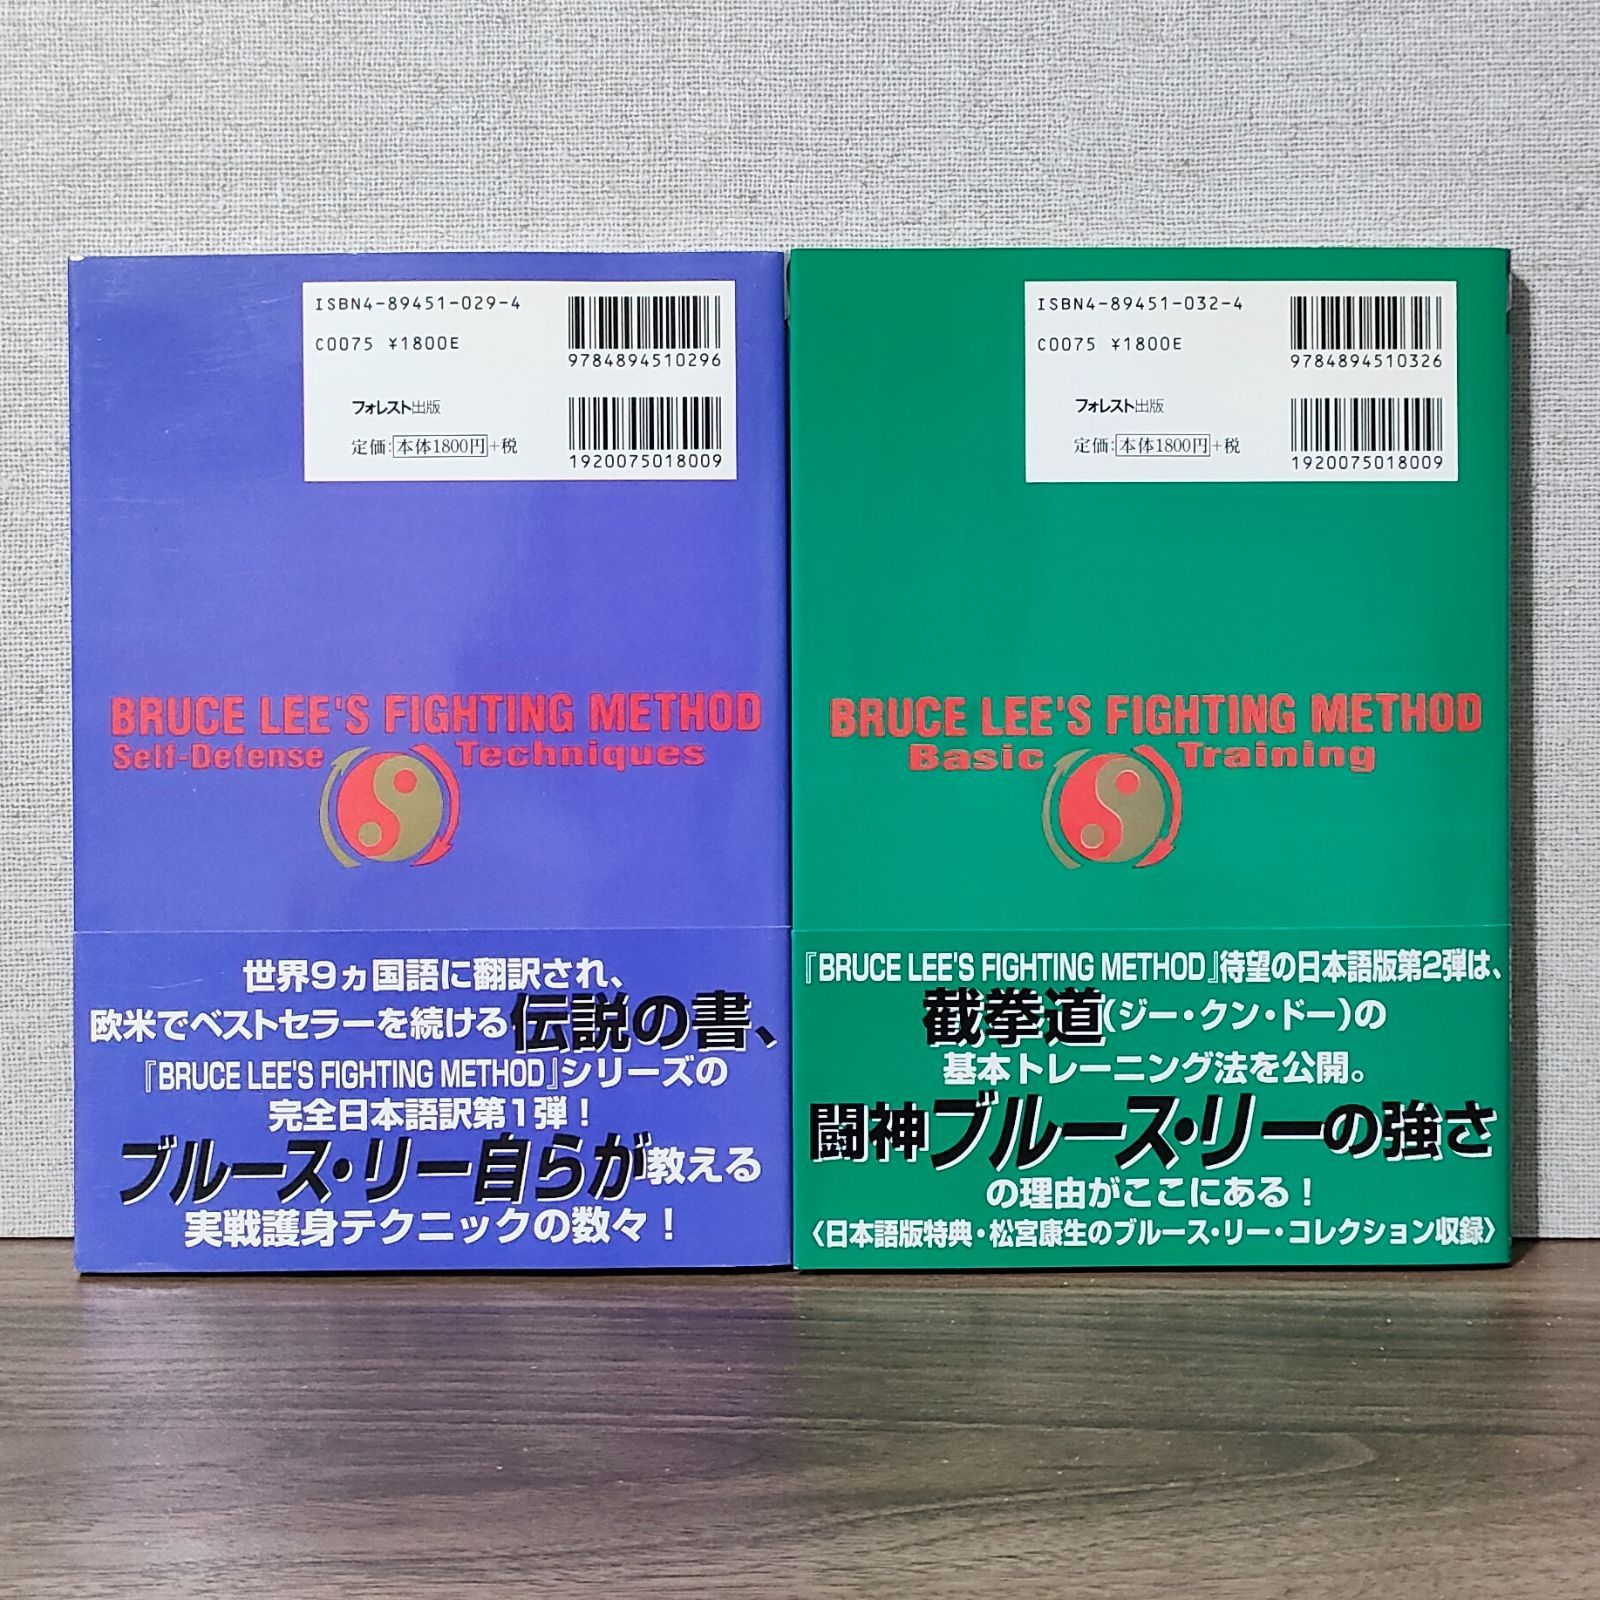 ISBN4-89451-029-4
C0075 ¥1800E
9784894510296
フォレスト出版
定価:本体1800円+税
1920075018009
BRUCE LEE'S FIGHTING METHOD
Self-Defense Techniques
世界9ヵ国語に翻訳され、
欧米でベストセラーを続ける伝説の書、
『BRUCE LEE'S FIGHTING METHOD』シリーズの
完全日本語訳第1弾!
ブルース・リー自らが教える
実戦護身テクニックの数々!
ISBN4-89451-032-4
C0075 ¥1800E
9784894510326
フォレスト出版
定価:本体1800円+税
1920075018009
BRUCE LEE'S FIGHTING METHOD
Basic Training
『BRUCE LEE'S FIGHTING METHOD』待望の日本語版第2弾は、
截拳道(ジー・クン・ドー)の
基本トレーニング法を公開。
闘神ブルース・リーの強さ
の理由がここにある!
〈日本語版特典・松宮康生のブルース・リー・コレクション収録〉